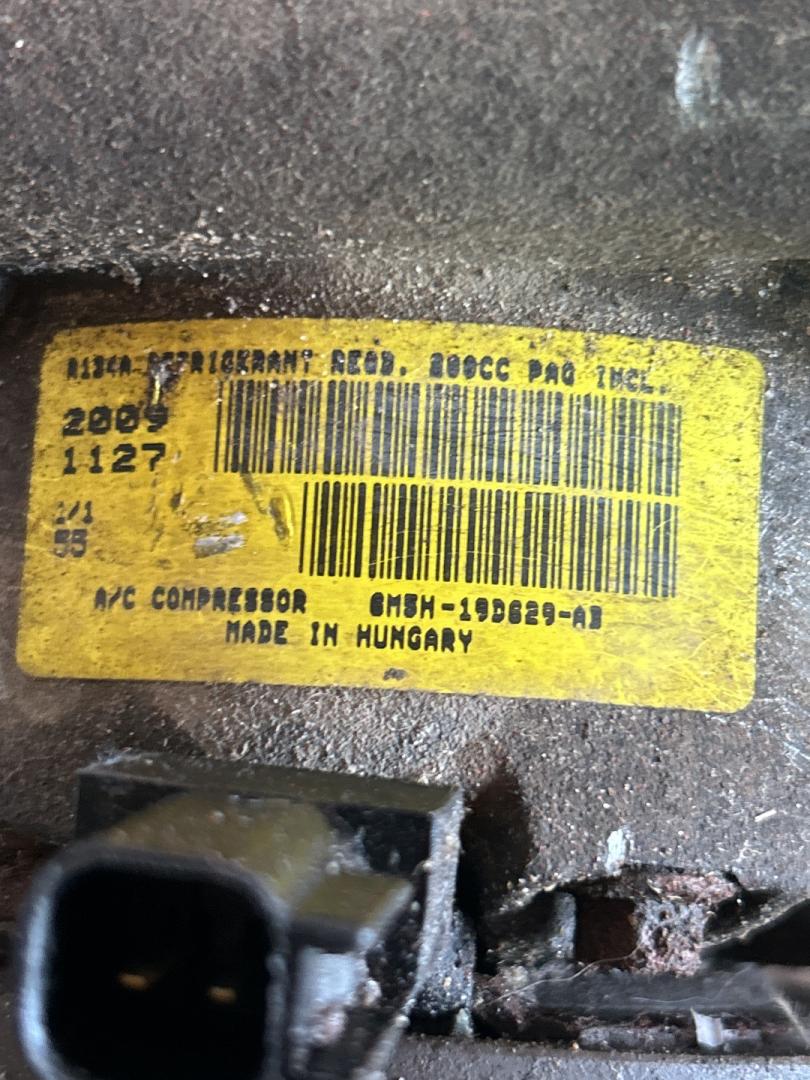 R134A REFRIGERANT REQD. 200CC PAG INCL.
2009
1127
1/1
55
A/C COMPRESSOR 6M5H-19D629-AB
MADE IN HUNGARY